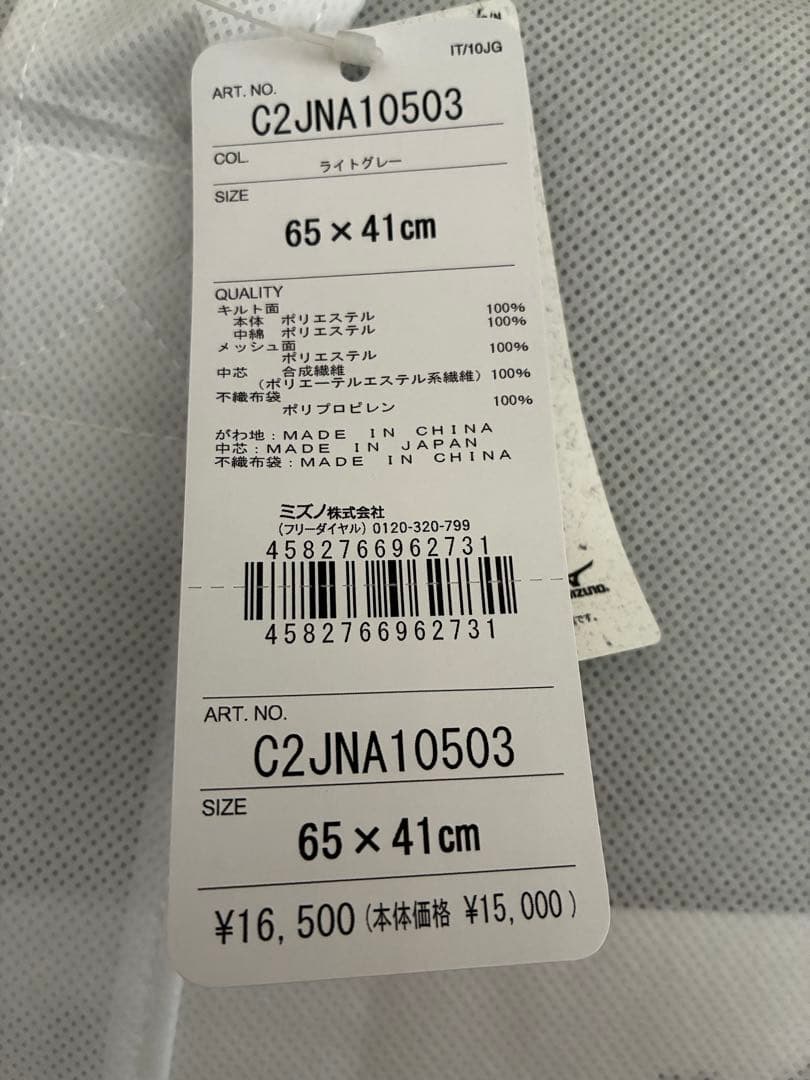 IT/10JG
ART. NO.
C2JNA10503
COL.
ライトグレー
SIZE
65×41cm
QUALITY
キルト面
本体 ポリエステル 100%
中綿 ポリエステル 100%
メッシュ面
ポリエステル 100%
中芯 合成繊維
(ポリエーテルエステル系繊維) 100%
不織布袋
ポリプロピレン 100%
がわ地:MADE IN CHINA
中芯:MADE IN JAPAN
不織布袋:MADE IN CHINA
ミズノ株式会社
(フリーダイヤル) 0120-320-799
4582766962731
4582766962731
ART. NO.
C2JNA10503
SIZE
65×41cm
¥16,500(本体価格 ¥15,000)
です。